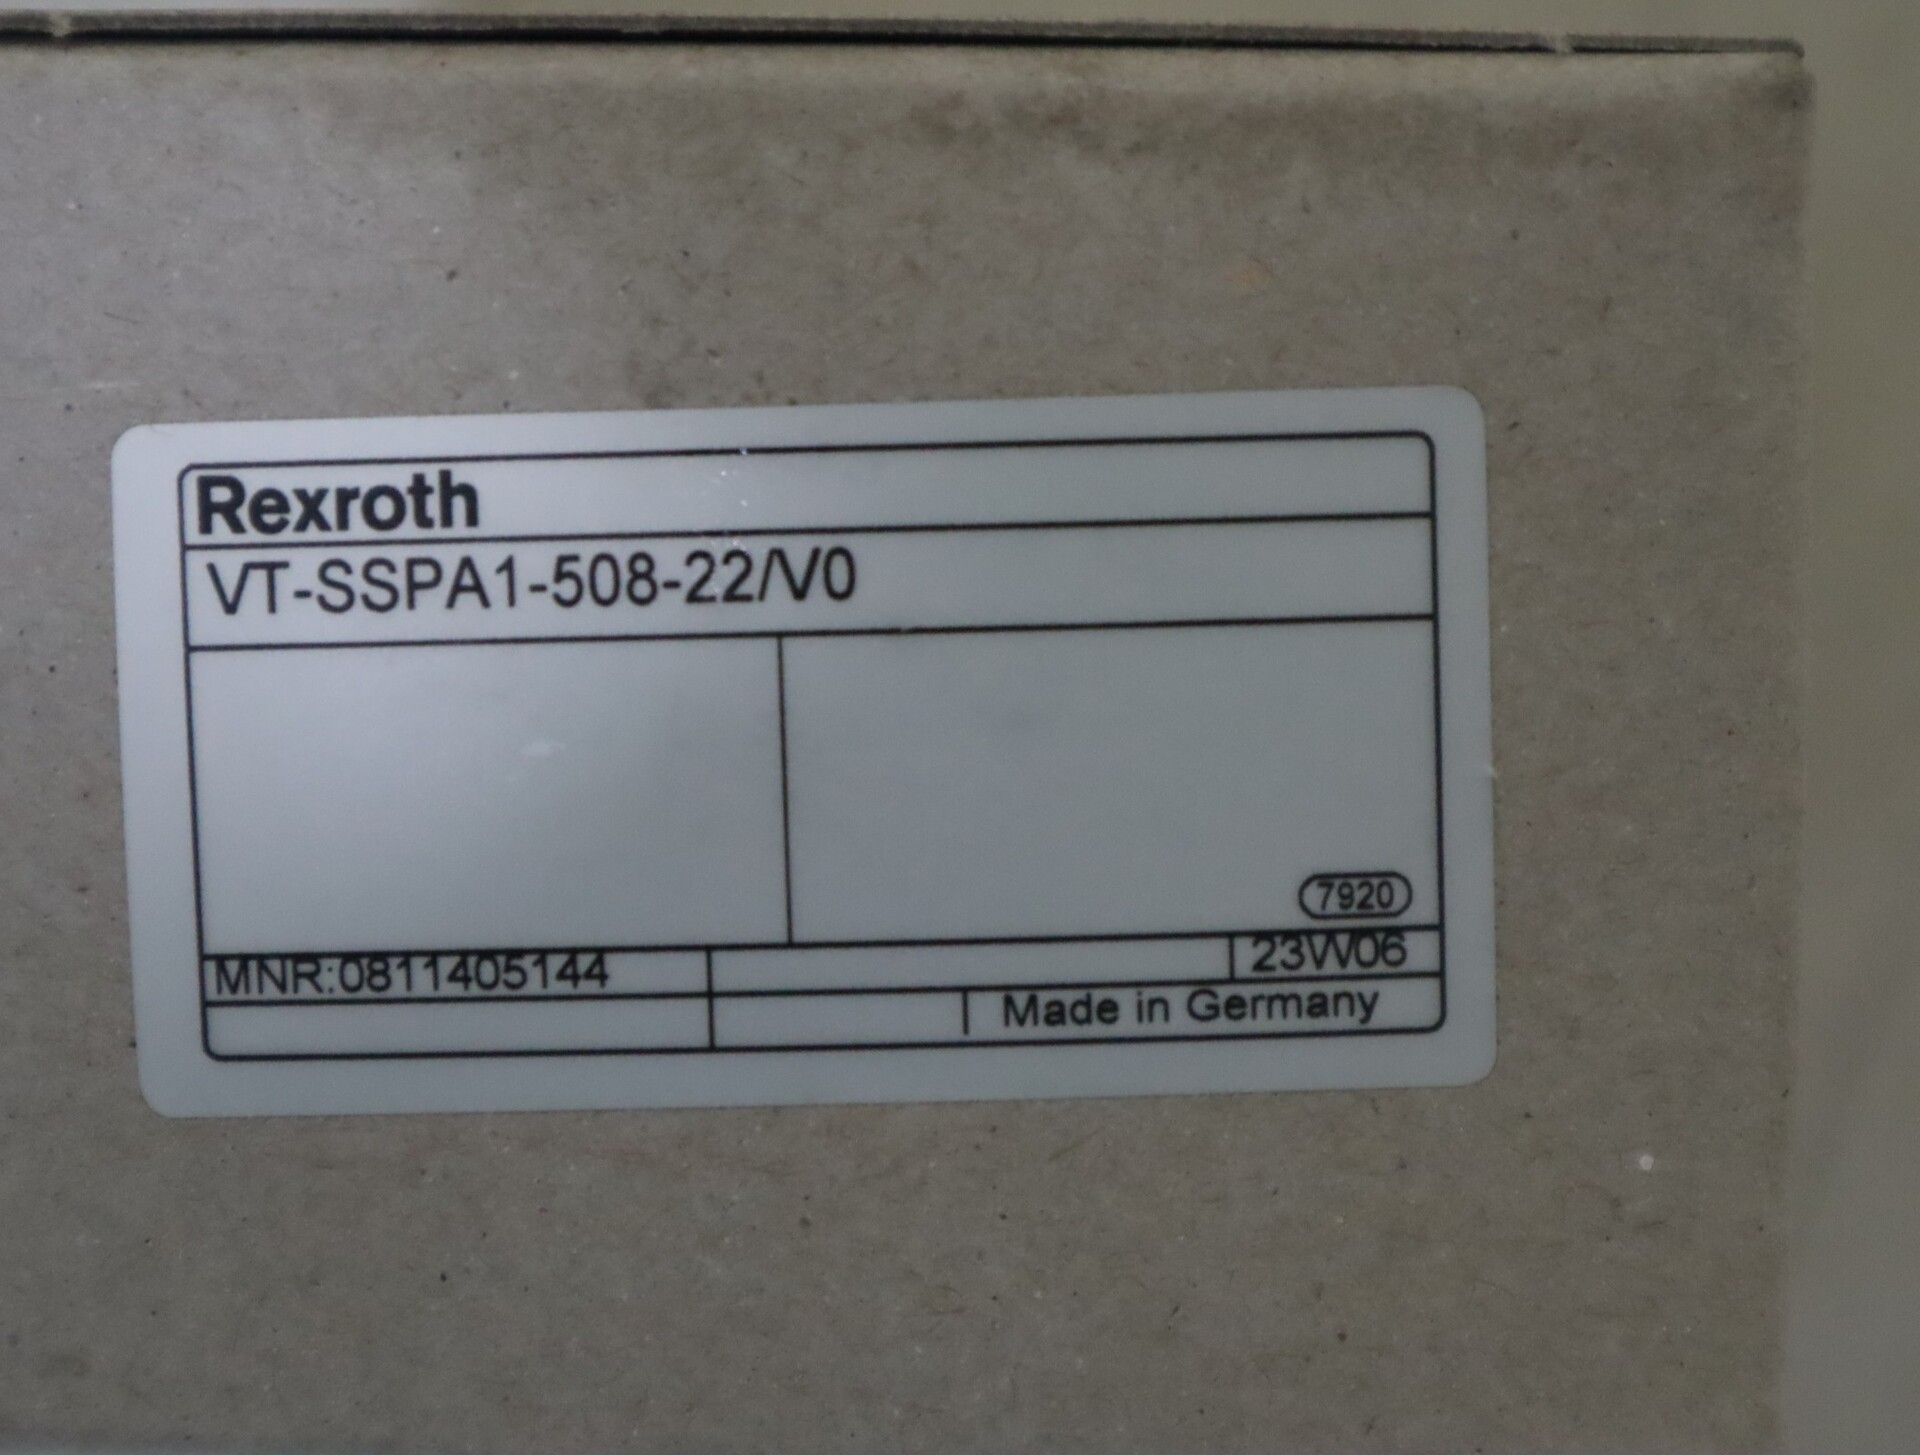 Rexroth
VT-SSPA1-508-22/V0
7920
MNR:0811405144
23W06
Made in Germany